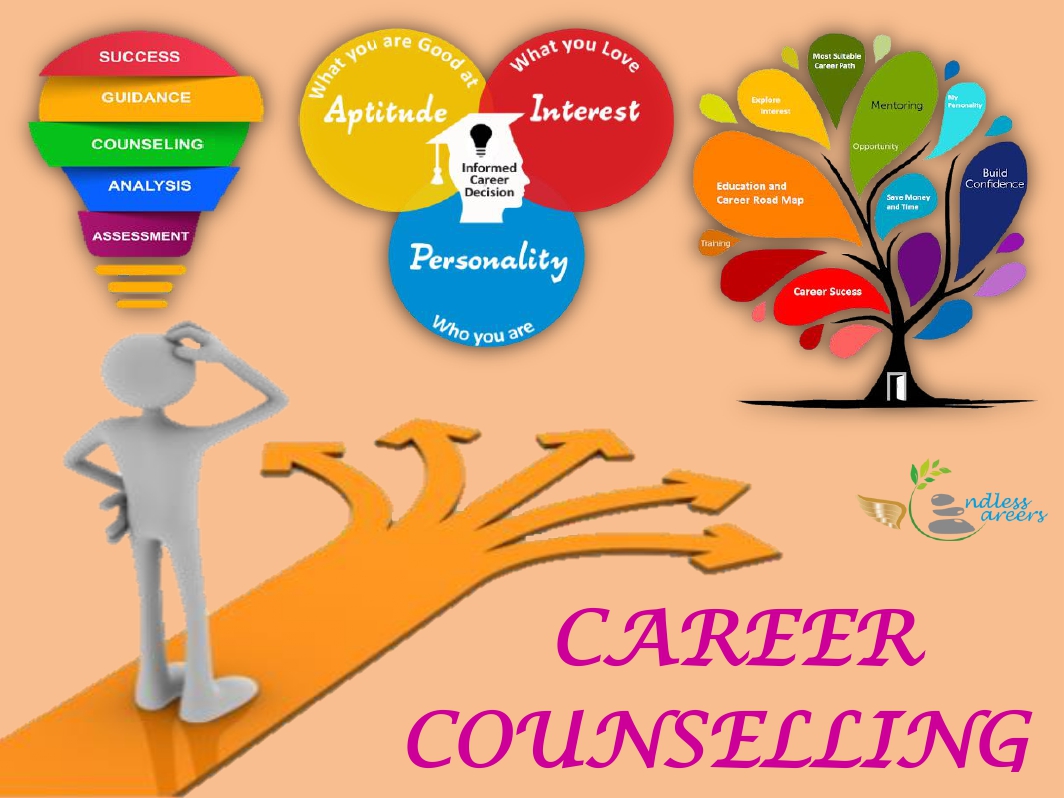 SUCCESS
GUIDANCE
COUNSELING
ANALYSIS
ASSESSMENT
What you are Good at
Aptitude
What you Love
Interest
Informed
Career
Decision
Personality
Who you are
Most Suitable
Career Path
Explore
Interest
Mentoring
My
Personality
Opportunity
Build
Confidence
Education and
Career Road Map
Save Money
and Time
Training
Career Sucess
ndless
areers
CAREER
COUNSELLING